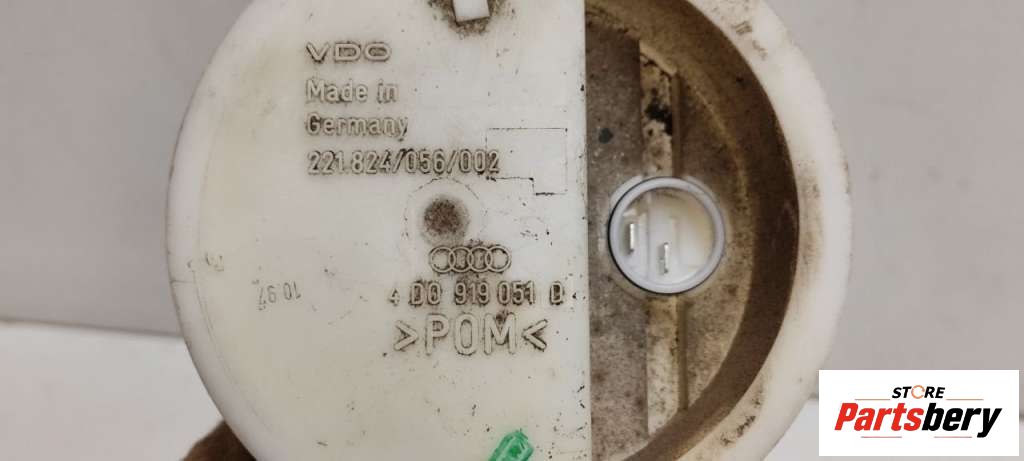 VDO
Made in
Germany
221.824/056/002
4 D0 919 051 D
>POM<
10 97
STORE
Partsbery